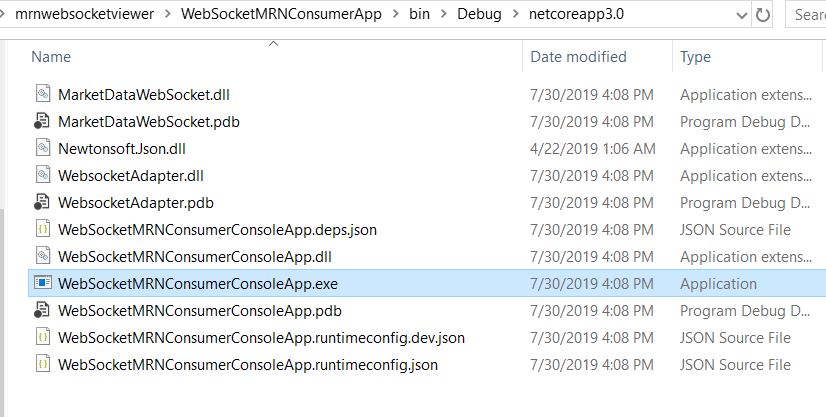 mrnwebsocketviewer > WebSocketMRNConsumerApp > bin > Debug > netcoreapp3.0 Sear
Name Date modified Type
MarketDataWebSocket.dll 7/30/2019 4:08 PM Application extens...
MarketDataWebSocket.pdb 7/30/2019 4:08 PM Program Debug D...
Newtonsoft.Json.dll 4/22/2019 1:06 AM Application extens...
WebsocketAdapter.dll 7/30/2019 4:08 PM Application extens...
WebsocketAdapter.pdb 7/30/2019 4:08 PM Program Debug D...
WebSocketMRNConsumerConsoleApp.deps.json 7/30/2019 4:08 PM JSON Source File
WebSocketMRNConsumerConsoleApp.dll 7/30/2019 4:08 PM Application extens...
WebSocketMRNConsumerConsoleApp.exe 7/30/2019 4:08 PM Application
WebSocketMRNConsumerConsoleApp.pdb 7/30/2019 4:08 PM Program Debug D...
WebSocketMRNConsumerConsoleApp.runtimeconfig.dev.json 7/30/2019 4:08 PM JSON Source File
WebSocketMRNConsumerConsoleApp.runtimeconfig.json 7/30/2019 4:08 PM JSON Source File